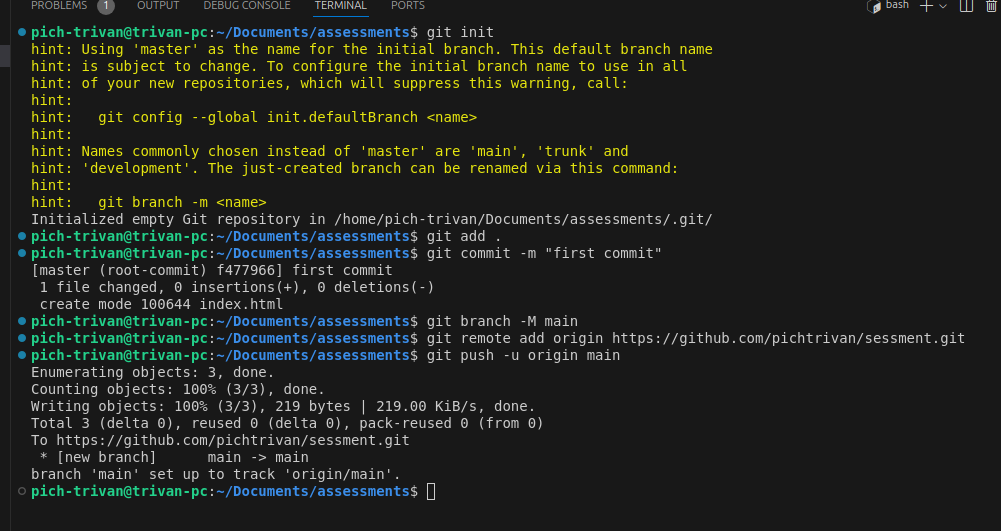 PROBLEMS 1 OUTPUT DEBUG CONSOLE TERMINAL PORTS bash
pich-trivan@trivan-pc:~/Documents/assessments$ git init
hint: Using 'master' as the name for the initial branch. This default branch name
hint: is subject to change. To configure the initial branch name to use in all
hint: of your new repositories, which will suppress this warning, call:
hint:
hint:   git config --global init.defaultBranch <name>
hint:
hint: Names commonly chosen instead of 'master' are 'main', 'trunk' and
hint: 'development'. The just-created branch can be renamed via this command:
hint:
hint:   git branch -m <name>
Initialized empty Git repository in /home/pich-trivan/Documents/assessments/.git/
pich-trivan@trivan-pc:~/Documents/assessments$ git add .
pich-trivan@trivan-pc:~/Documents/assessments$ git commit -m "first commit"
[master (root-commit) f477966] first commit
 1 file changed, 0 insertions(+), 0 deletions(-)
 create mode 100644 index.html
pich-trivan@trivan-pc:~/Documents/assessments$ git branch -M main
pich-trivan@trivan-pc:~/Documents/assessments$ git remote add origin https://github.com/pichtrivan/sessment.git
pich-trivan@trivan-pc:~/Documents/assessments$ git push -u origin main
Enumerating objects: 3, done.
Counting objects: 100% (3/3), done.
Writing objects: 100% (3/3), 219 bytes | 219.00 KiB/s, done.
Total 3 (delta 0), reused 0 (delta 0), pack-reused 0 (from 0)
To https://github.com/pichtrivan/sessment.git
 * [new branch]      main -> main
branch 'main' set up to track 'origin/main'.
pich-trivan@trivan-pc:~/Documents/assessments$